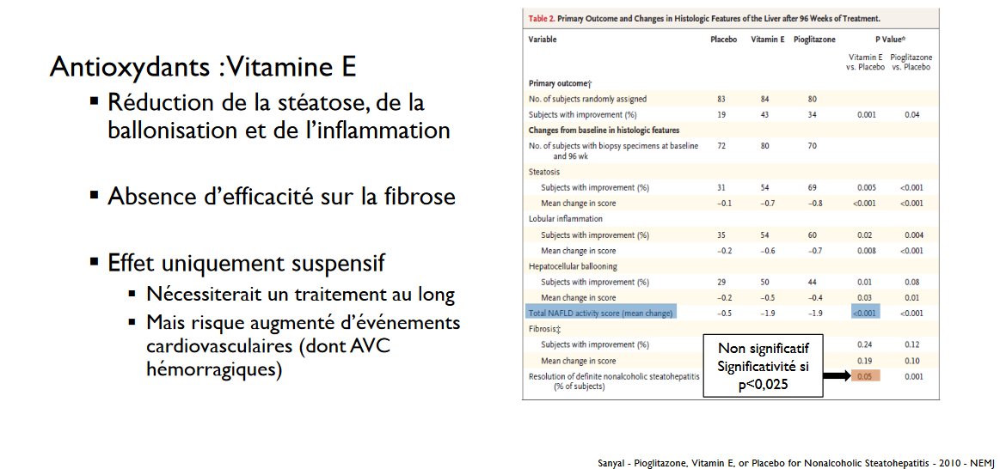 Antioxydants : Vitamine E
▪ Réduction de la stéatose, de la
ballonisation et de l'inflammation
▪ Absence d'efficacité sur la fibrose
▪ Effet uniquement suspensif
▪ Nécessiterait un traitement au long
▪ Mais risque augmenté d'événements
cardiovasculaires (dont AVC
hémorragiques)
Table 2. Primary Outcome and Changes in Histologic Features of the Liver after 96 Weeks of Treatment.
Variable Placebo Vitamin E Pioglitazone P Value*
Vitamin E vs. Placebo Pioglitazone vs. Placebo
Primary outcome†
No. of subjects randomly assigned 83 84 80
Subjects with improvement (%) 19 43 34 0.001 0.04
Changes from baseline in histologic features
No. of subjects with biopsy specimens at baseline 72 80 70
and 96 wk
Steatosis
Subjects with improvement (%) 31 54 69 0.005 <0.001
Mean change in score −0.1 −0.7 −0.8 <0.001 <0.001
Lobular inflammation
Subjects with improvement (%) 35 54 60 0.02 0.004
Mean change in score −0.2 −0.6 −0.7 0.008 <0.001
Hepatocellular ballooning
Subjects with improvement (%) 29 50 44 0.01 0.08
Mean change in score −0.2 −0.5 −0.4 0.03 0.01
Total NAFLD activity score (mean change) −0.5 −1.9 −1.9 <0.001 <0.001
Fibrosis‡
Subjects with improvement (%) 0.24 0.12
Mean change in score 0.19 0.10
Resolution of definite nonalcoholic steatohepatitis 0.05 0.001
(% of subjects)
Non significatif
Significativité si
p<0,025
Sanyal - Pioglitazone, Vitamin E, or Placebo for Nonalcoholic Steatohepatitis - 2010 - NEMJ